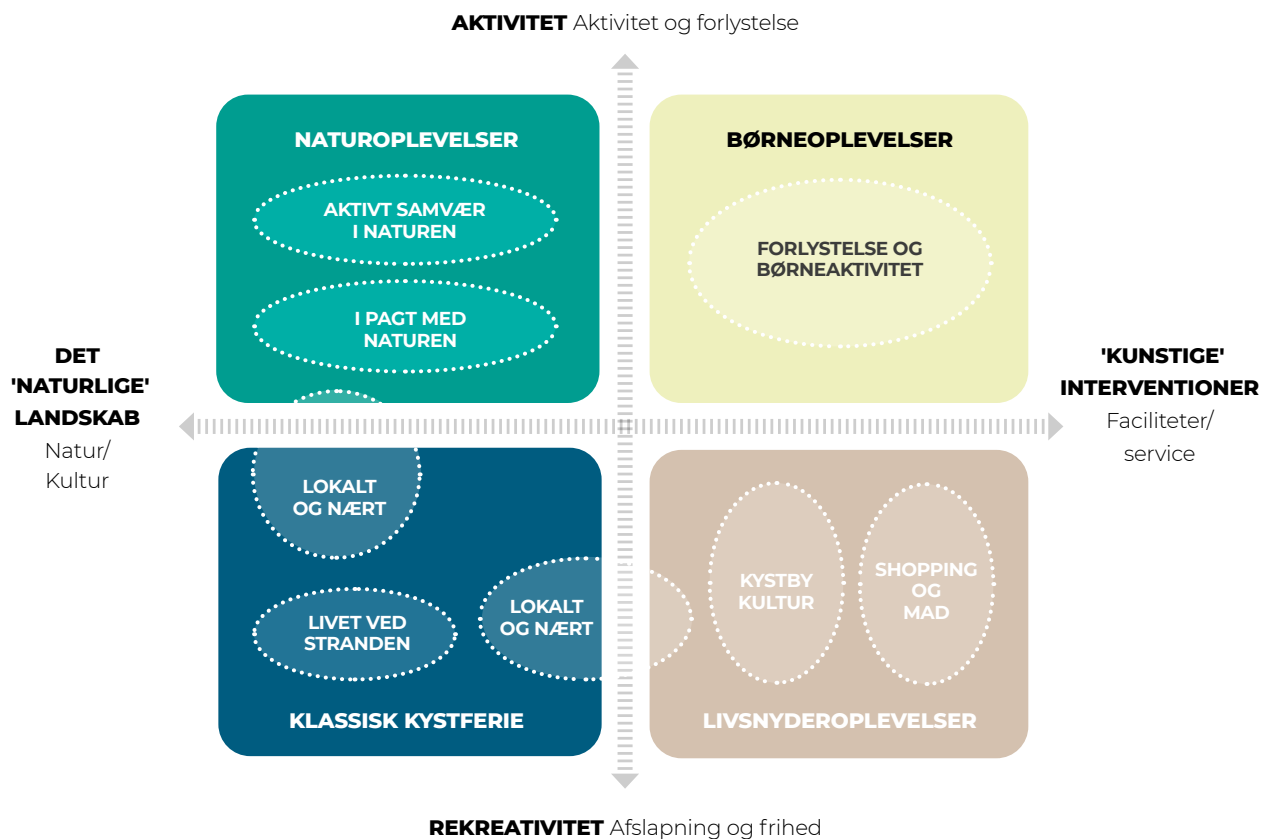 AKTIVITET Aktivitet og forlystelse
NATUROPLEVELSER
AKTIVT SAMVÆR
I NATUREN
I PAGT MED
NATUREN
BØRNEOPLEVELSER
FORLYSTELSE OG
BØRNEAKTIVITET
DET
'NATURLIGE'
LANDSKAB
Natur/
Kultur
'KUNSTIGE'
INTERVENTIONER
Faciliteter/
service
LOKALT
OG NÆRT
LIVET VED
STRANDEN
LOKALT
OG NÆRT
KLASSISK KYSTFERIE
KYSTBY
KULTUR
SHOPPING
OG
MAD
LIVSNYDEROPLEVELSER
REKREATIVITET Afslapning og frihed